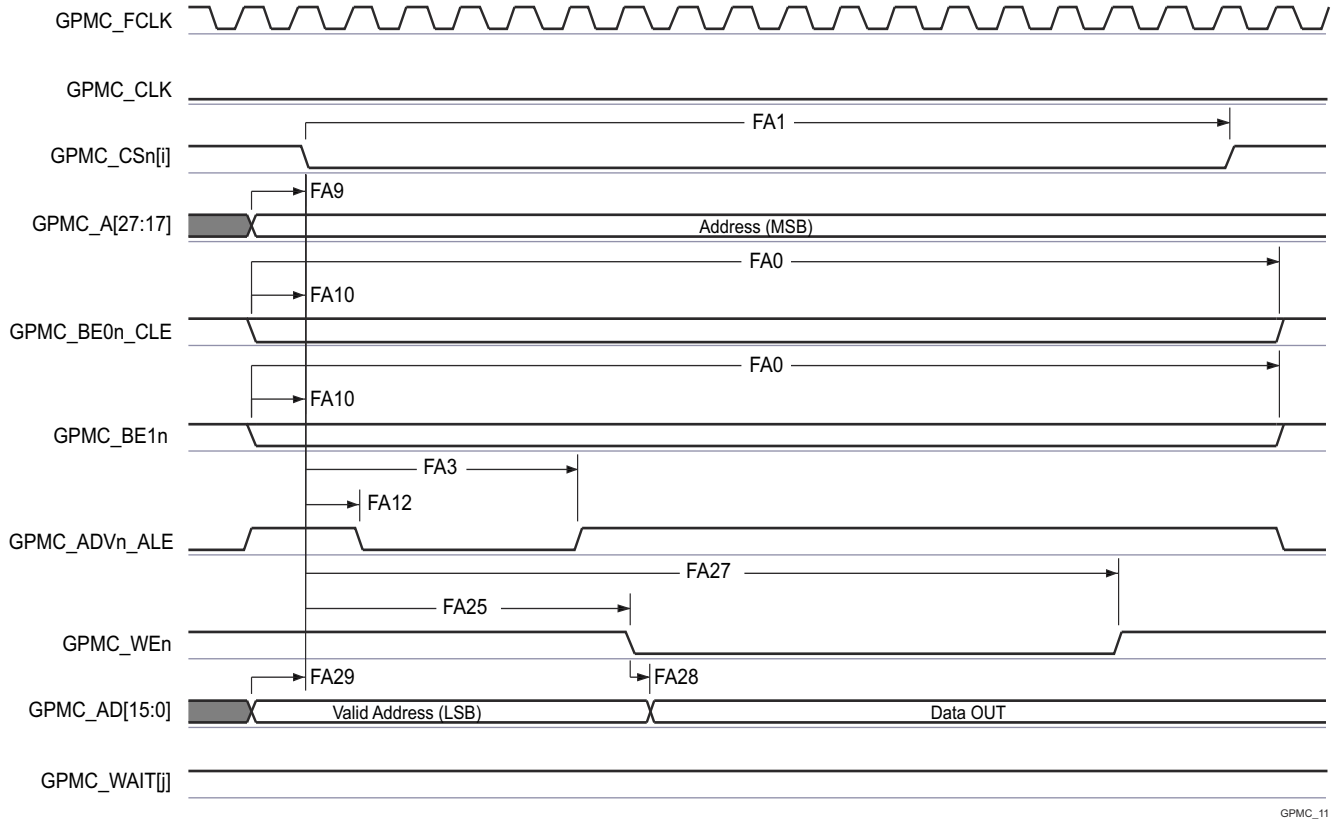 GPMC_FCLK
GPMC_CLK
FA1
GPMC_CSn[i]
FA9
GPMC_A[27:17]
Address (MSB)
FA0
FA10
GPMC_BE0n_CLE
FA0
FA10
GPMC_BE1n
FA3
FA12
GPMC_ADVn_ALE
FA27
FA25
GPMC_WEn
FA29
FA28
GPMC_AD[15:0]
Valid Address (LSB)
Data OUT
GPMC_WAIT[j]
GPMC_11